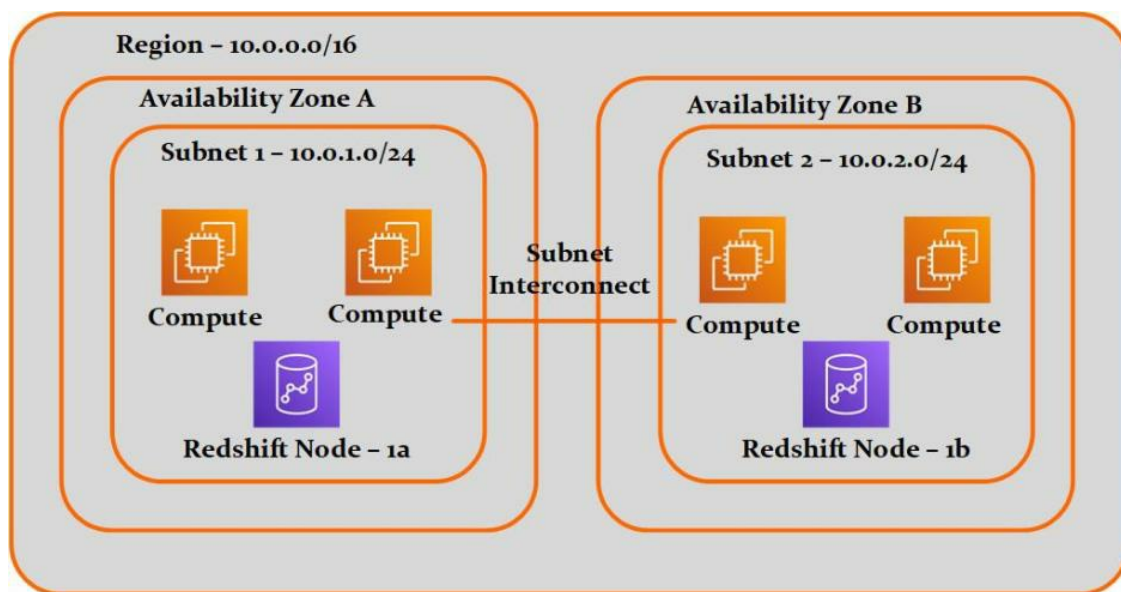 Region – 10.0.0.0/16
Availability Zone A
Subnet 1 – 10.0.1.0/24
Compute
Compute
Redshift Node – 1a
Subnet
Interconnect
Availability Zone B
Subnet 2 – 10.0.2.0/24
Compute
Compute
Redshift Node – 1b